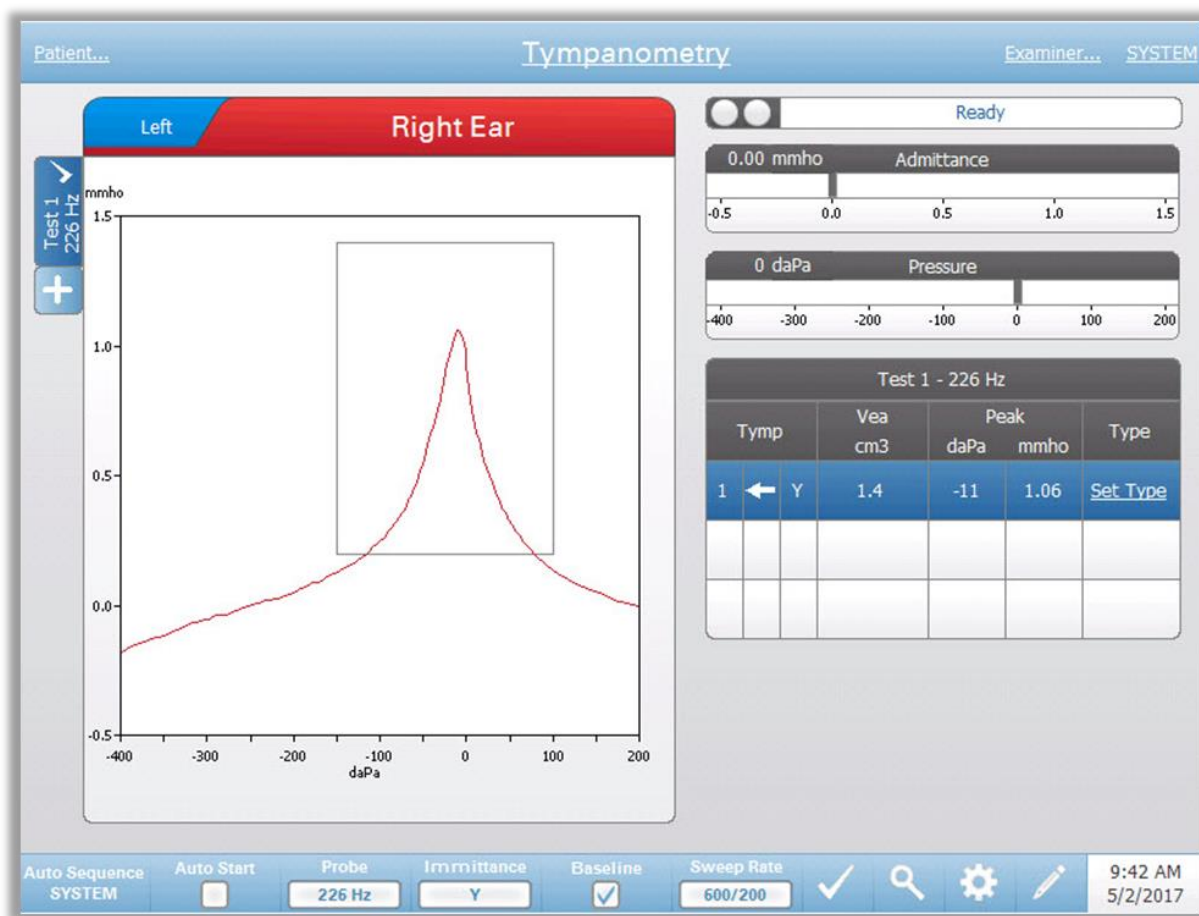 Patient...
Tympanometry
Examiner...
SYSTEM
Left
Right Ear
Test 1
226 Hz
mmho
1.5
1.0
0.5
0.0
-0.5
-400 -300 -200 -100 0 100 200
daPa
Ready
0.00 mmho Admittance
-0.5 0.0 0.5 1.0 1.5
0 daPa Pressure
-400 -300 -200 -100 0 100 200
Test 1 - 226 Hz
Tymp
Vea
cm3
Peak
daPa mmho
Type
1 Y 1.4 -11 1.06 Set Type
Auto Sequence
SYSTEM
Auto Start
Probe
226 Hz
Immittance
Y
Baseline
Sweep Rate
600/200
9:42 AM
5/2/2017